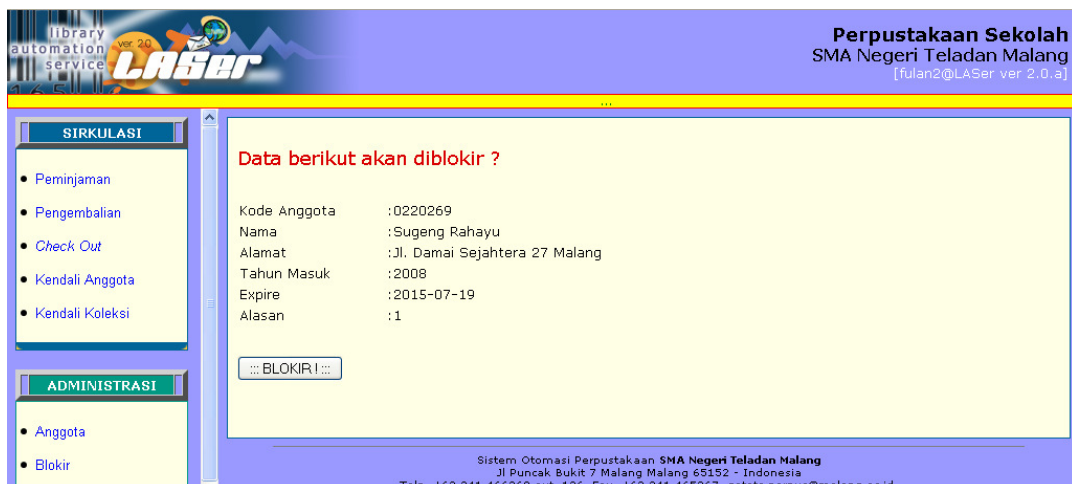 library
automation
service
ver. 2.0
LASer
Perpustakaan Sekolah
SMA Negeri Teladan Malang
[fulan2@LASer ver 2.0.a]
...
SIRKULASI
Peminjaman
Pengembalian
Check Out
Kendali Anggota
Kendali Koleksi
ADMINISTRASI
Anggota
Blokir
Data berikut akan diblokir ?
Kode Anggota :0220269
Nama :Sugeng Rahayu
Alamat :Jl. Damai Sejahtera 27 Malang
Tahun Masuk :2008
Expire :2015-07-19
Alasan :1
::: BLOKIR ! :::
Sistem Otomasi Perpustakaan SMA Negeri Teladan Malang
Jl Puncak Bukit 7 Malang Malang 65152 - Indonesia